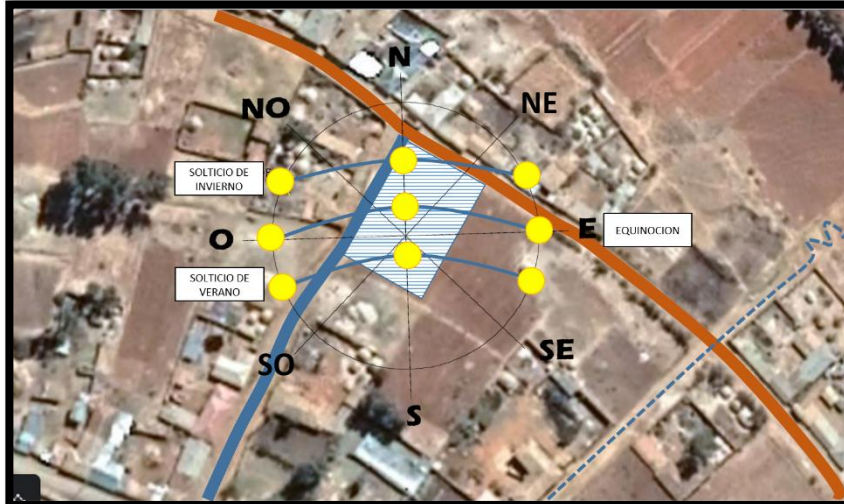 N
NO
NE
SOLTICIO DE
INVIERNO
O
E
EQUINOCION
SOLTICIO DE
VERANO
SO
SE
S